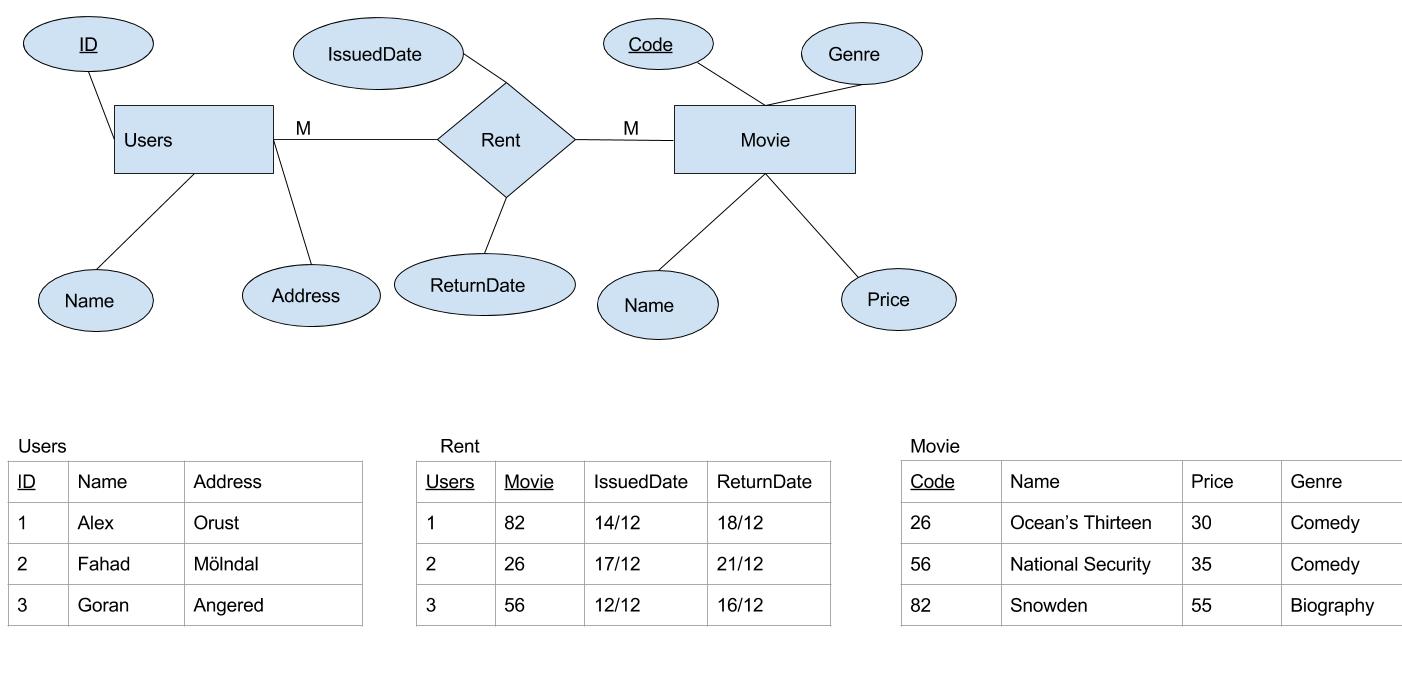 ID
IssuedDate
Code
Genre
Users
M
Rent
M
Movie
Name
Address
ReturnDate
Name
Price
Users
ID Name Address
1 Alex Orust
2 Fahad Mölndal
3 Goran Angered
Rent
Users Movie IssuedDate ReturnDate
1 82 14/12 18/12
2 26 17/12 21/12
3 56 12/12 16/12
Movie
Code Name Price Genre
26 Ocean’s Thirteen 30 Comedy
56 National Security 35 Comedy
82 Snowden 55 Biography